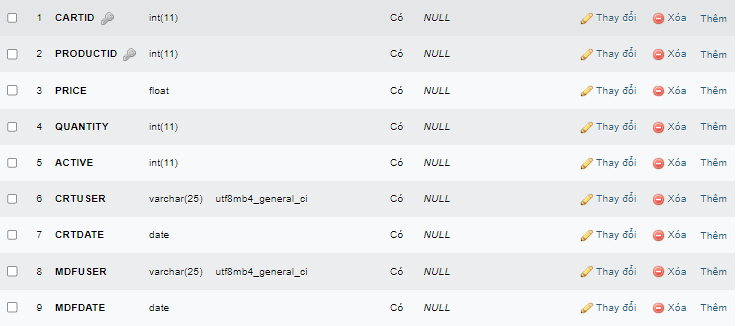 1 CARTID int(11) Có NULL Thay đổi Xóa Thêm
2 PRODUCTID int(11) Có NULL Thay đổi Xóa Thêm
3 PRICE float Có NULL Thay đổi Xóa Thêm
4 QUANTITY int(11) Có NULL Thay đổi Xóa Thêm
5 ACTIVE int(11) Có NULL Thay đổi Xóa Thêm
6 CRTUSER varchar(25) utf8mb4_general_ci Có NULL Thay đổi Xóa Thêm
7 CRTDATE date Có NULL Thay đổi Xóa Thêm
8 MDFUSER varchar(25) utf8mb4_general_ci Có NULL Thay đổi Xóa Thêm
9 MDFDATE date Có NULL Thay đổi Xóa Thêm